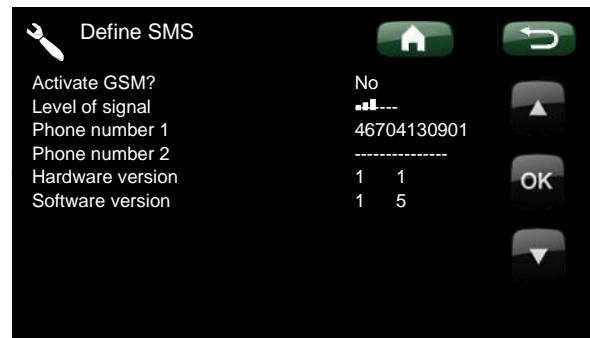 Define SMS
Activate GSM? No
Level of signal ---
Phone number 1 46704130901
Phone number 2 ---------------
Hardware version 1 1
Software version 1 5
OK